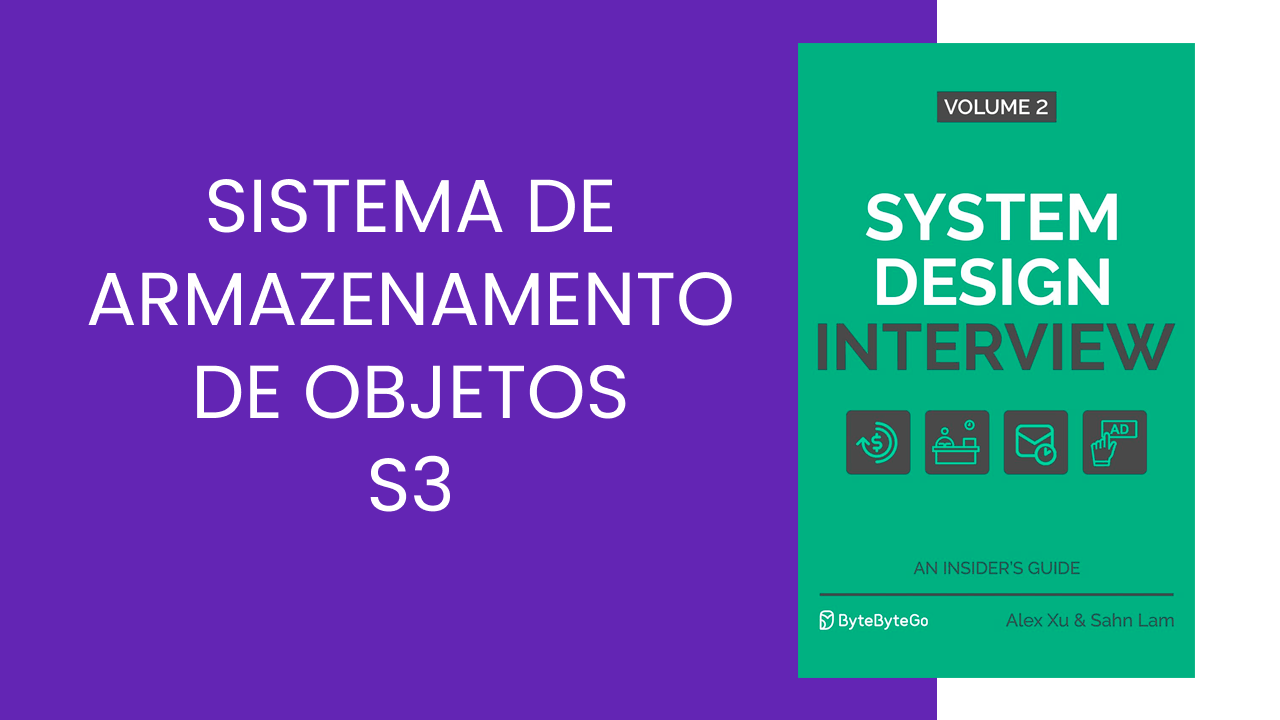 SISTEMA DE
ARMAZENAMENTO
DE OBJETOS
S3
VOLUME 2
SYSTEM
DESIGN
INTERVIEW
AD
AN INSIDER'S GUIDE
ByteByteGo
Alex Xu & Sahn Lam